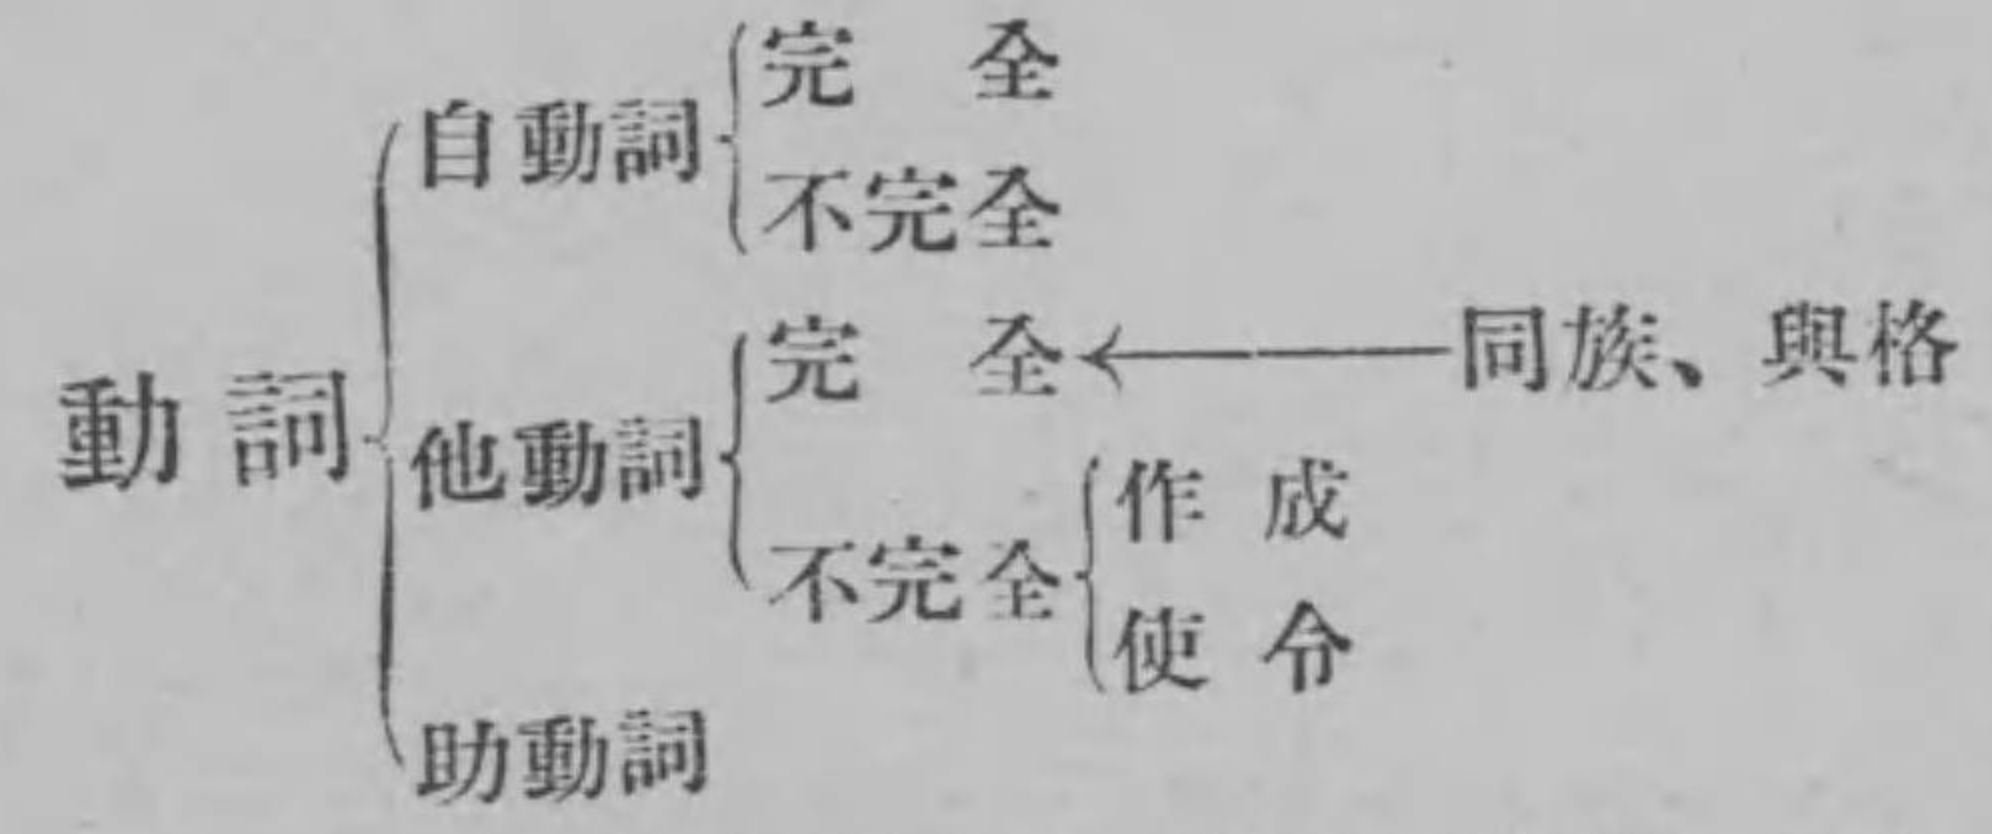 動詞
自動詞
完全
不完全
他動詞
完全
同族、與格
不完全
作成
使令
助動詞